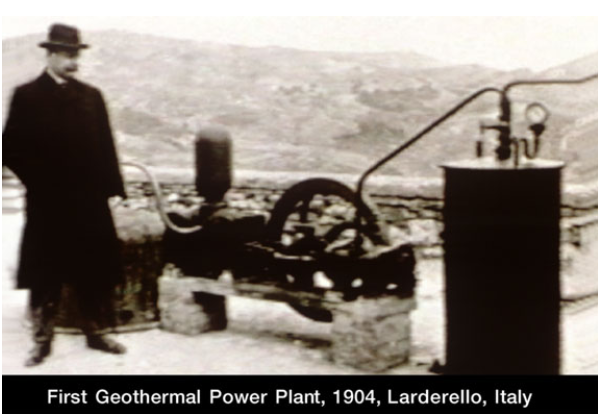 First Geothermal Power Plant, 1904, Larderello, Italy